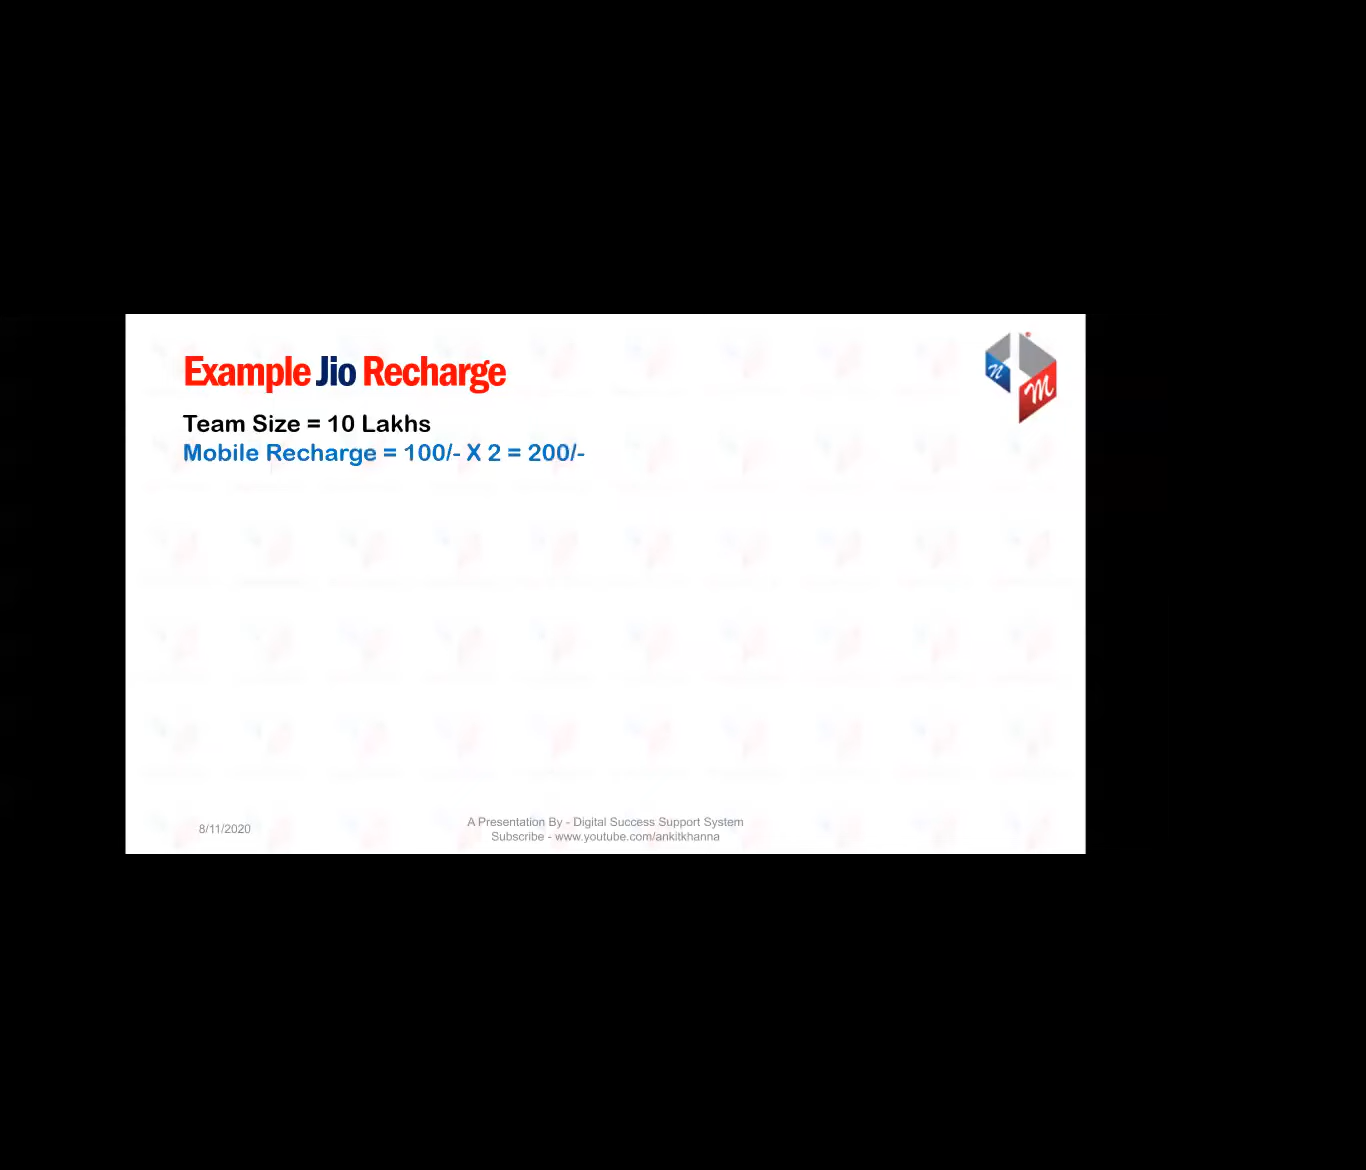 Example Jio Recharge
Team Size = 10 Lakhs
Mobile Recharge = 100/- X 2 = 200/-
n
M
8/11/2020
A Presentation By - Digital Success Support System
Subscribe - www.youtube.com/ankitkhanna